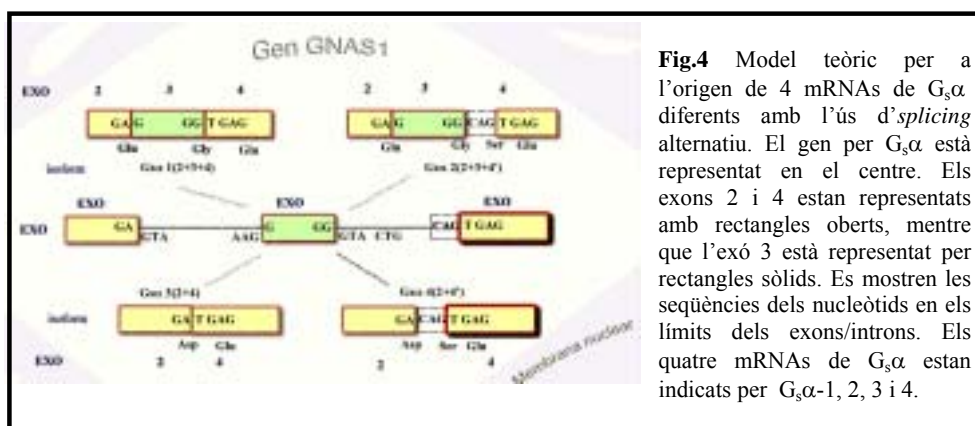 Gen GNAS1
EXO 2 3 4
GA G GG T GAG
Glu Gly Glu
GA G GG CAG T GAG
Glu Gly Ser Glu
2 3 4
isoform
Gsα 1(2+3+4)
Gsα 2(2+3+4')
EXO EXO EXO
EXO GA GTA AAG G GG GTA CTG CAG T GAG
Gsα 3(2+4)
Gsα 4(2+4')
isoform GA T GAG
Asp Glu
GA CAG T GAG
Asp Ser Glu
EXO 2 4
2 4
Membrana nuclear
Fig.4 Model teòric per a
l'origen de 4 mRNAs de Gsα
diferents amb l'ús d'splicing
alternatiu. El gen per Gsα està
representat en el centre. Els
exons 2 i 4 estan representats
amb rectangles oberts, mentre
que l'exó 3 està representat per
rectangles sòlids. Es mostren les
seqüències dels nucleòtids en els
límits dels exons/introns. Els
quatre mRNAs de Gsα estan
indicats per Gsα-1, 2, 3 i 4.